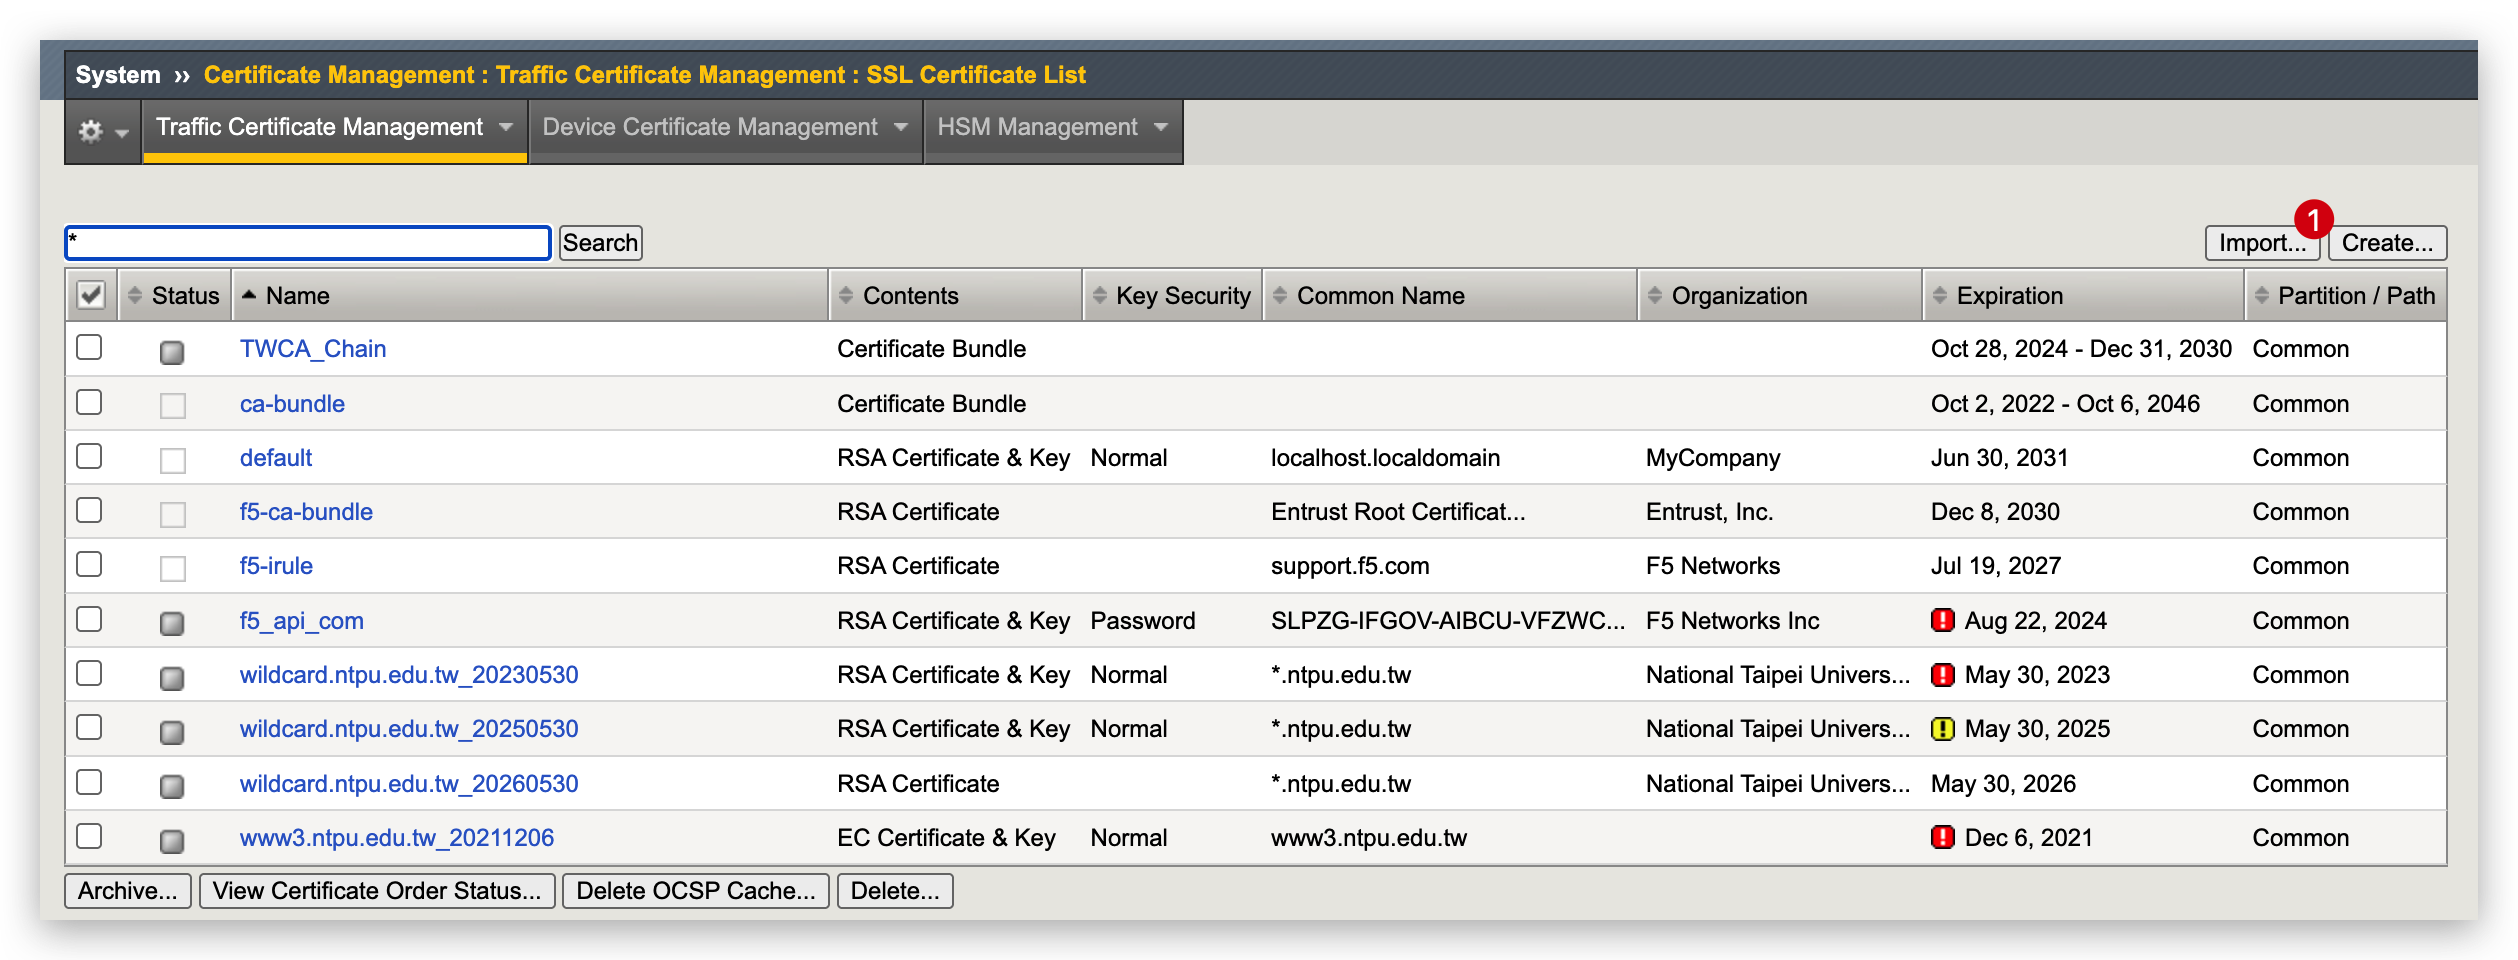 System » Certificate Management : Traffic Certificate Management : SSL Certificate List
Traffic Certificate Management Device Certificate Management HSM Management
1
* Search Import... Create...
Status Name Contents Key Security Common Name Organization Expiration Partition / Path
TWCA_Chain Certificate Bundle Oct 28, 2024 - Dec 31, 2030 Common
ca-bundle Certificate Bundle Oct 2, 2022 - Oct 6, 2046 Common
default RSA Certificate & Key Normal localhost.localdomain MyCompany Jun 30, 2031 Common
f5-ca-bundle RSA Certificate Entrust Root Certificat... Entrust, Inc. Dec 8, 2030 Common
f5-irule RSA Certificate support.f5.com F5 Networks Jul 19, 2027 Common
f5_api_com RSA Certificate & Key Password SLPZG-IFGOV-AIBCU-VFZWC... F5 Networks Inc Aug 22, 2024 Common
wildcard.ntpu.edu.tw_20230530 RSA Certificate & Key Normal *.ntpu.edu.tw National Taipei Univers... May 30, 2023 Common
wildcard.ntpu.edu.tw_20250530 RSA Certificate & Key Normal *.ntpu.edu.tw National Taipei Univers... May 30, 2025 Common
wildcard.ntpu.edu.tw_20260530 RSA Certificate *.ntpu.edu.tw National Taipei Univers... May 30, 2026 Common
www3.ntpu.edu.tw_20211206 EC Certificate & Key Normal www3.ntpu.edu.tw Dec 6, 2021 Common
Archive... View Certificate Order Status... Delete OCSP Cache... Delete...